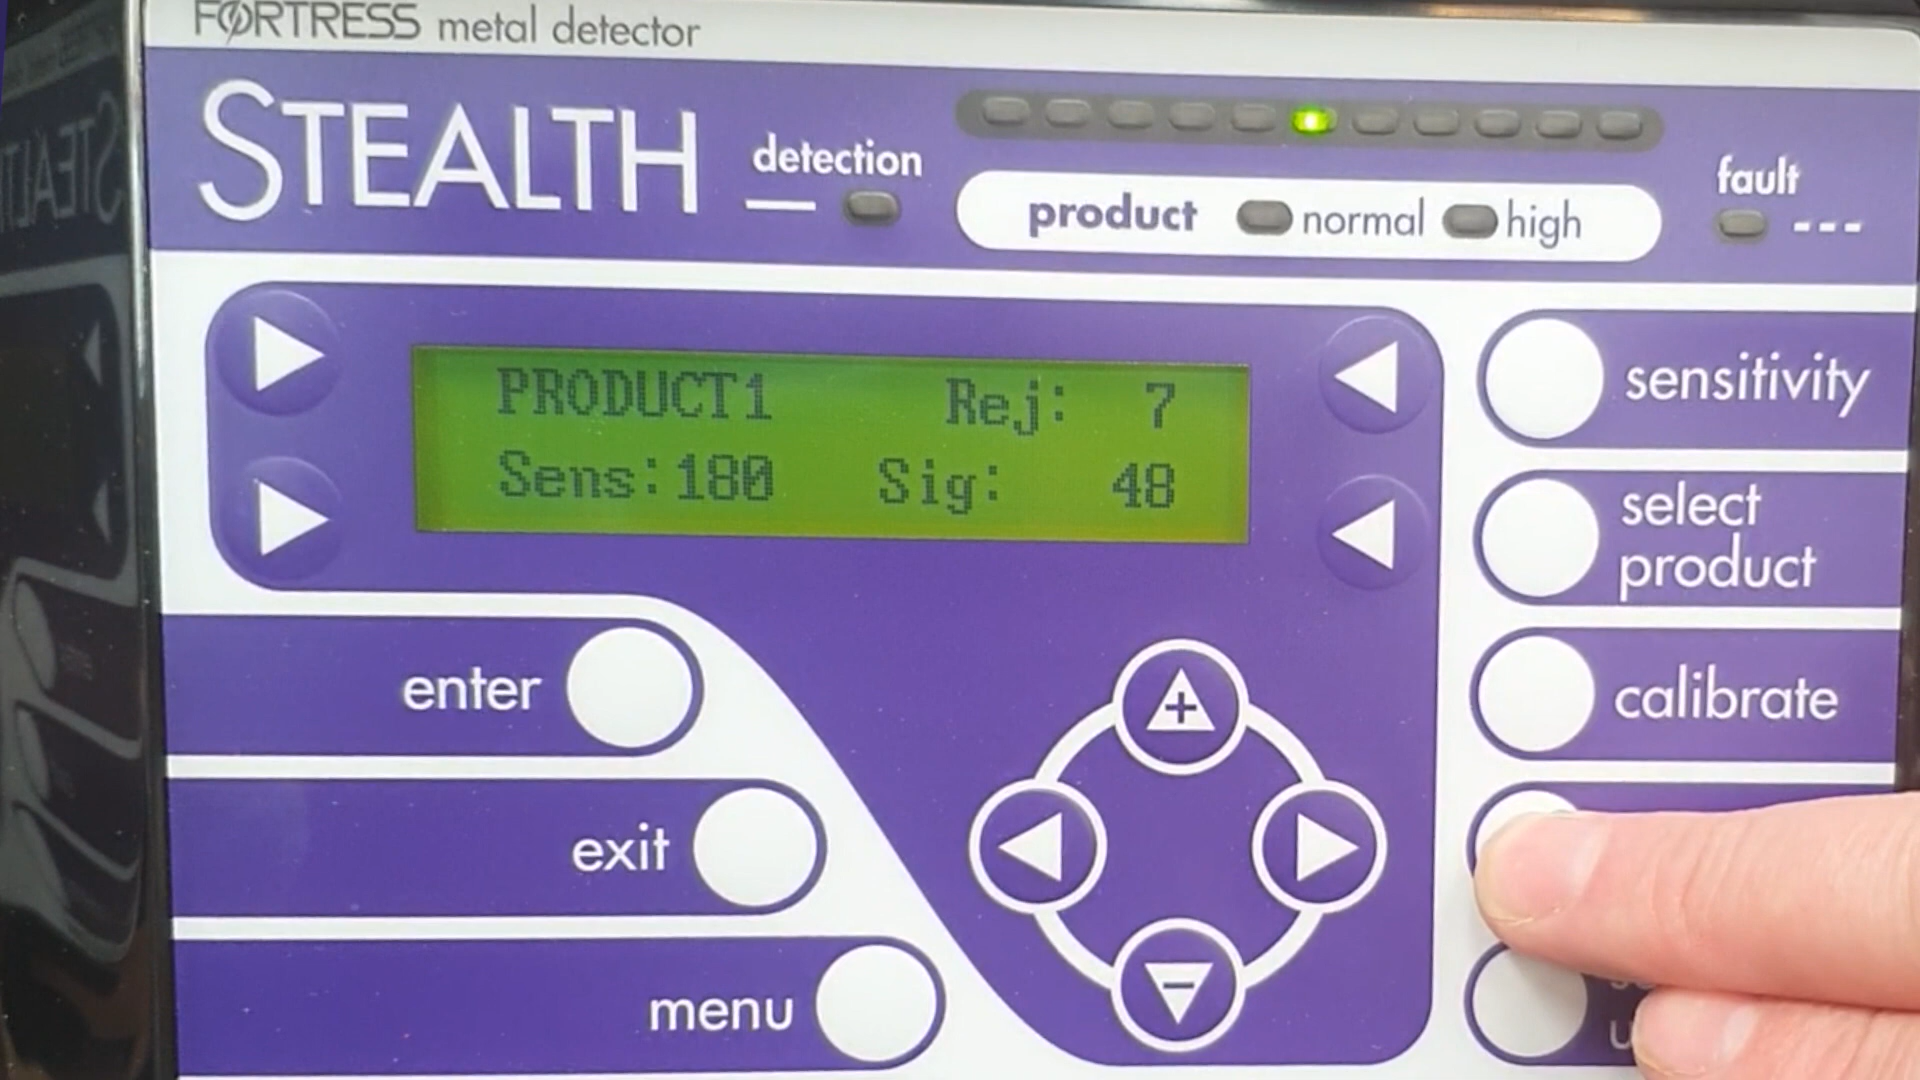 FORTRESS metal detector
STEALTH
detection
product normal high
fault
PRODUCT1 Rej: 7
Sens:180 Sig: 48
sensitivity
select
product
calibrate
enter
exit
menu